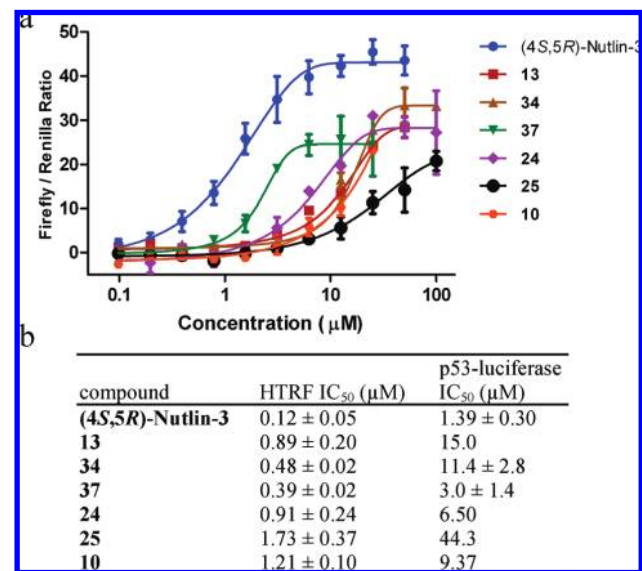 a
50
40
30
20
10
0
Firefly / Renilla Ratio
0.1 1 10 100
Concentration ( μM)
(4S,5R)-Nutlin-3
13
34
37
24
25
10
b
p53-luciferase
compound HTRF IC50 (μM) IC50 (μM)
(4S,5R)-Nutlin-3 0.12 ± 0.05 1.39 ± 0.30
13 0.89 ± 0.20 15.0
34 0.48 ± 0.02 11.4 ± 2.8
37 0.39 ± 0.02 3.0 ± 1.4
24 0.91 ± 0.24 6.50
25 1.73 ± 0.37 44.3
10 1.21 ± 0.10 9.37